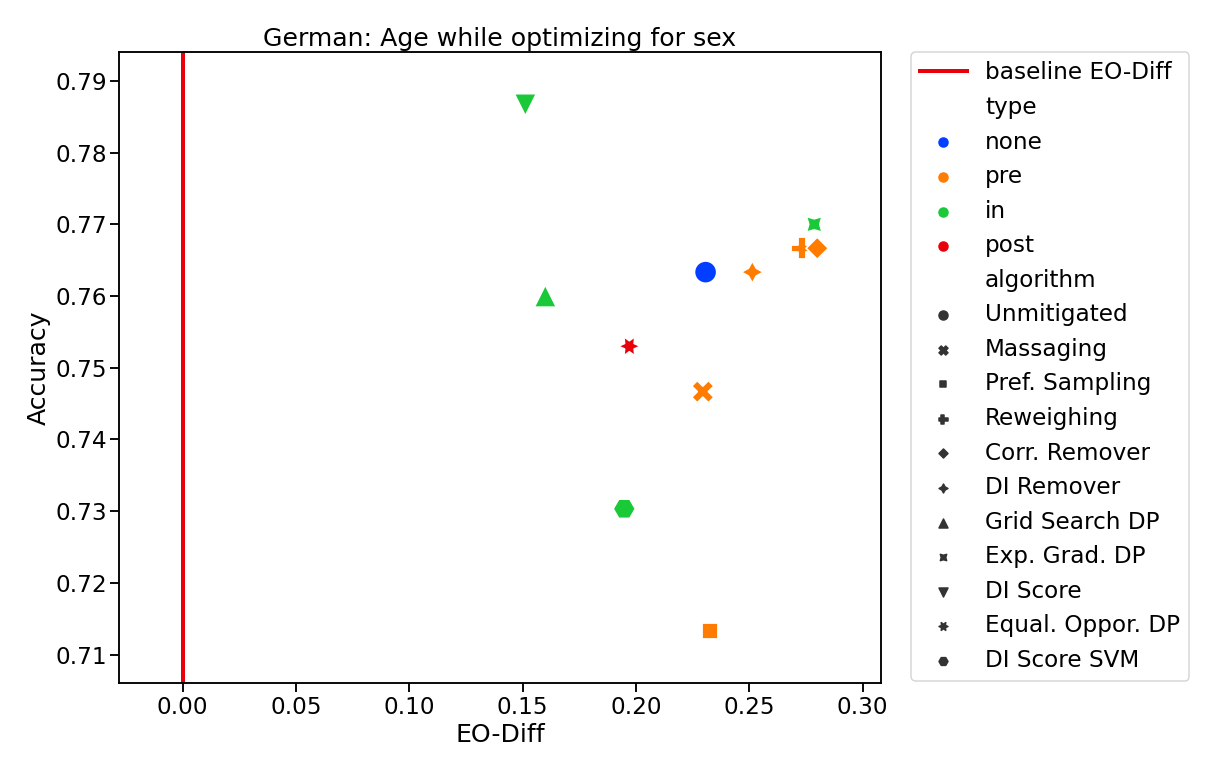 German: Age while optimizing for sex
0.79
0.78
0.77
0.76
0.75
0.74
0.73
0.72
0.71
Accuracy
0.00 0.05 0.10 0.15 0.20 0.25 0.30
EO-Diff
baseline EO-Diff
type
none
pre
in
post
algorithm
Unmitigated
Massaging
Pref. Sampling
Reweighing
Corr. Remover
DI Remover
Grid Search DP
Exp. Grad. DP
DI Score
Equal. Oppor. DP
DI Score SVM